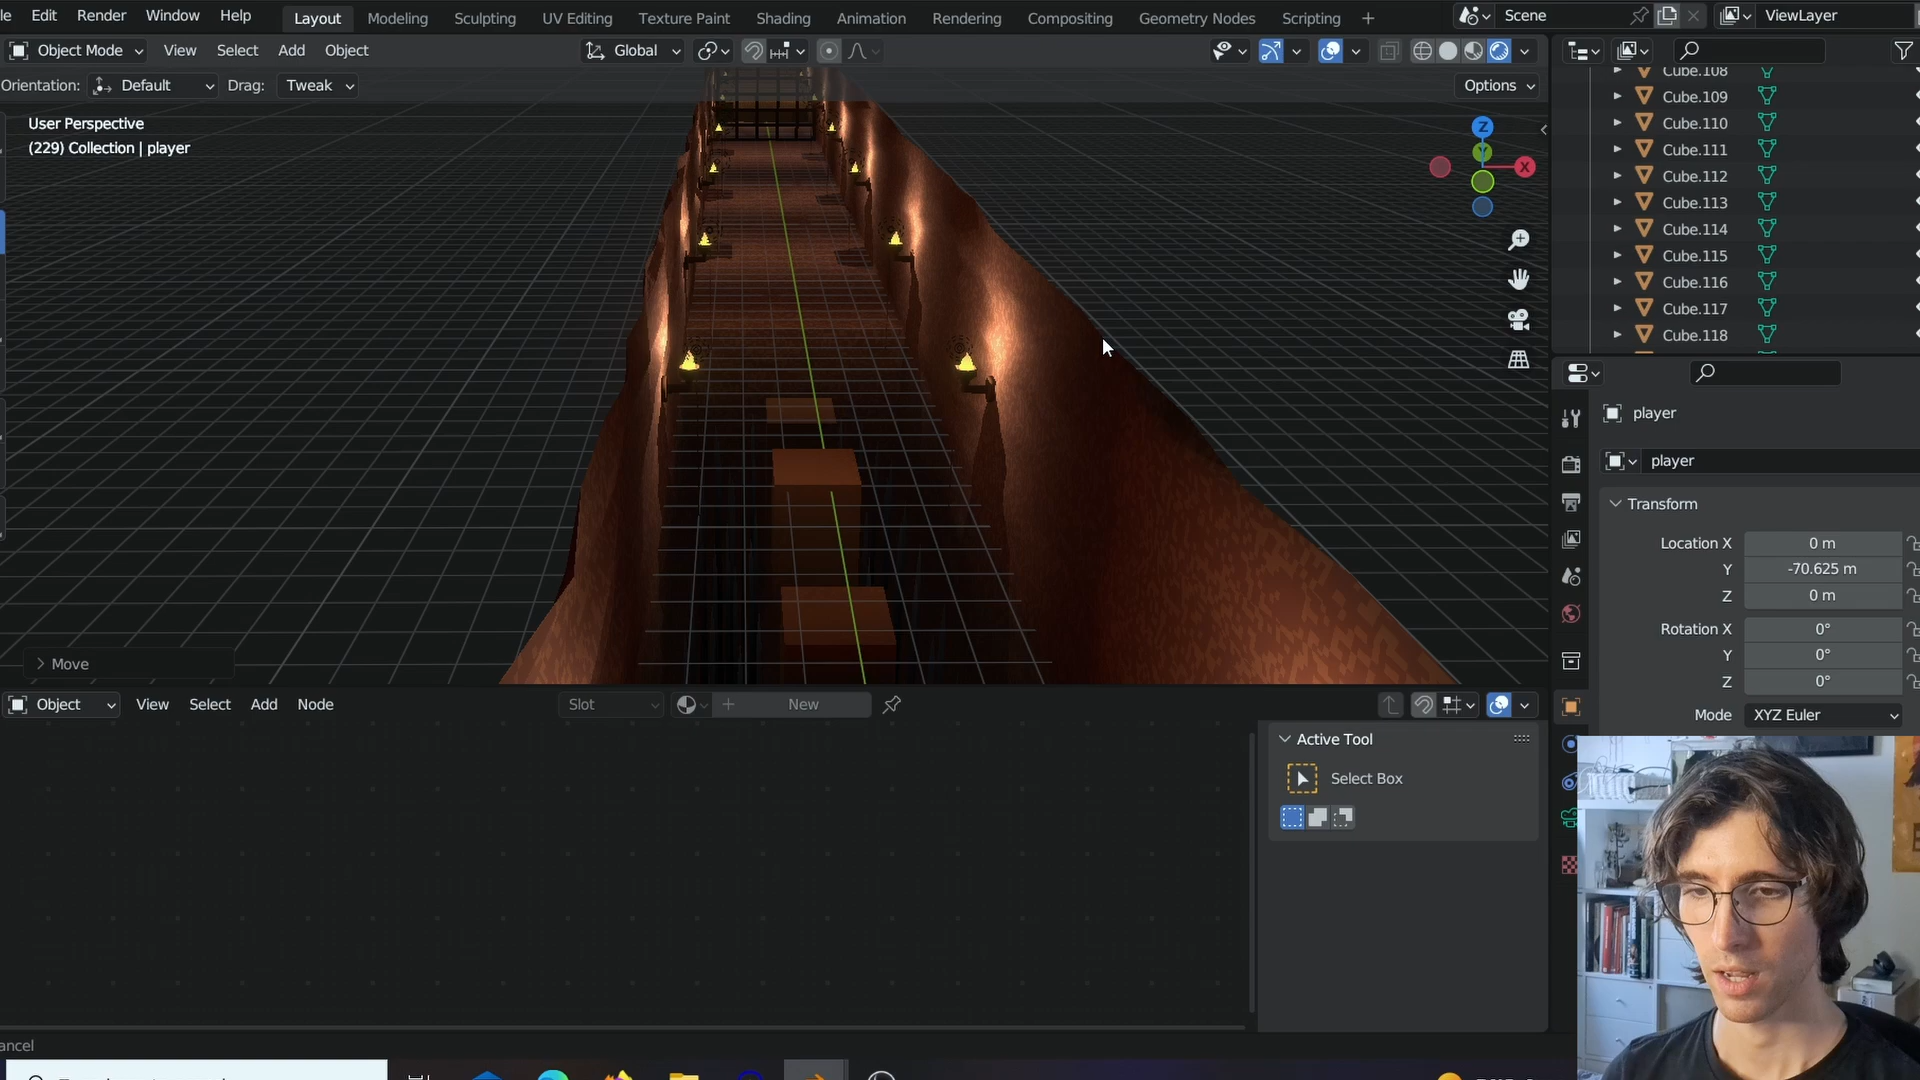 Edit Render Window Help Layout Modeling Sculpting UV Editing Texture Paint Shading Animation Rendering Compositing Geometry Nodes Scripting + Scene ViewLayer
Object Mode View Select Add Object Global
Orientation: Default Drag: Tweak Options
User Perspective
(229) Collection | player
Z
Y
X
Move
Cube.108
Cube.109
Cube.110
Cube.111
Cube.112
Cube.113
Cube.114
Cube.115
Cube.116
Cube.117
Cube.118
player
player
Transform
Location X 0 m
Y -70.625 m
Z 0 m
Rotation X 0°
Y 0°
Z 0°
Mode XYZ Euler
Object View Select Add Node Slot New
Active Tool
Select Box